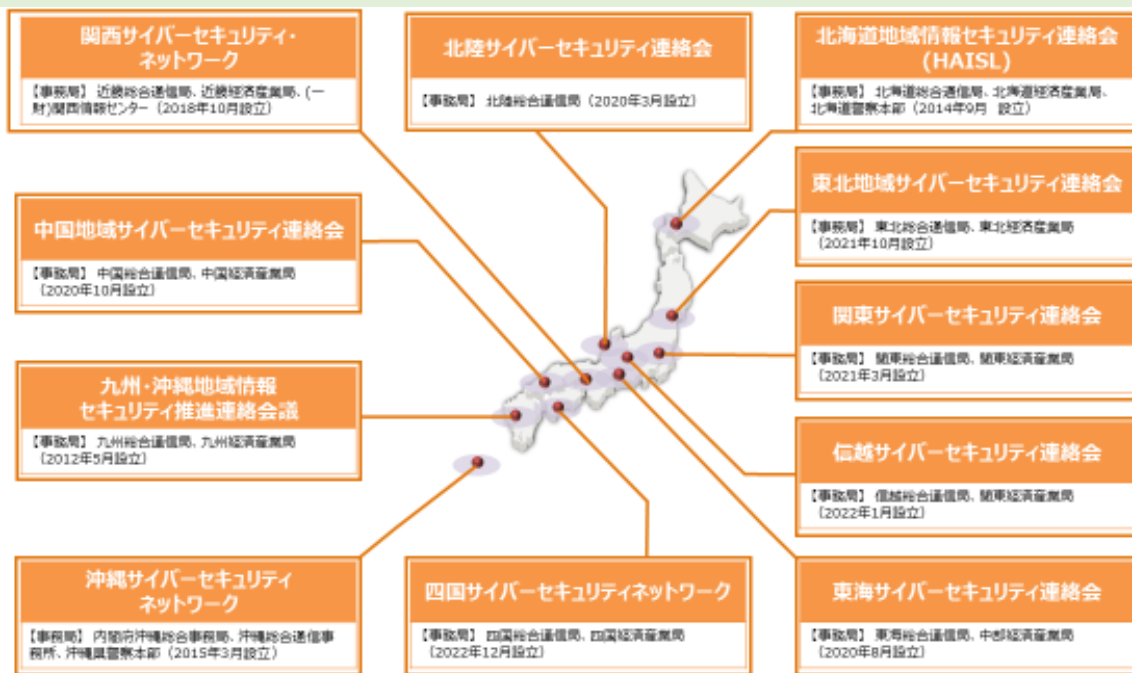 関西サイバーセキュリティ・
ネットワーク
【事務局】 近畿総合通信局、近畿経済産業局、(一
財)関西情報センター（2018年10月設立）
北陸サイバーセキュリティ連絡会
【事務局】 北陸総合通信局（2020年3月設立）
北海道地域情報セキュリティ連絡会
(HAISL)
【事務局】 北海道総合通信局、北海道経済産業局、
北海道警察本部（2014年9月 設立）
中国地域サイバーセキュリティ連絡会
【事務局】 中国総合通信局、中国経済産業局
（2020年10月設立）
東北地域サイバーセキュリティ連絡会
【事務局】 東北総合通信局、東北経済産業局
（2021年10月設立）
関東サイバーセキュリティ連絡会
【事務局】 関東総合通信局、関東経済産業局
（2021年3月設立）
九州・沖縄地域情報
セキュリティ推進連絡会議
【事務局】 九州総合通信局、九州経済産業局
（2012年5月設立）
信越サイバーセキュリティ連絡会
【事務局】 信越総合通信局、関東経済産業局
（2022年1月設立）
沖縄サイバーセキュリティ
ネットワーク
【事務局】 内閣府沖縄総合事務局、沖縄総合通信事
務所、沖縄県警察本部（2015年3月設立）
四国サイバーセキュリティネットワーク
【事務局】 四国総合通信局、四国経済産業局
（2022年12月設立）
東海サイバーセキュリティ連絡会
【事務局】 東海総合通信局、中部経済産業局
（2020年8月設立）